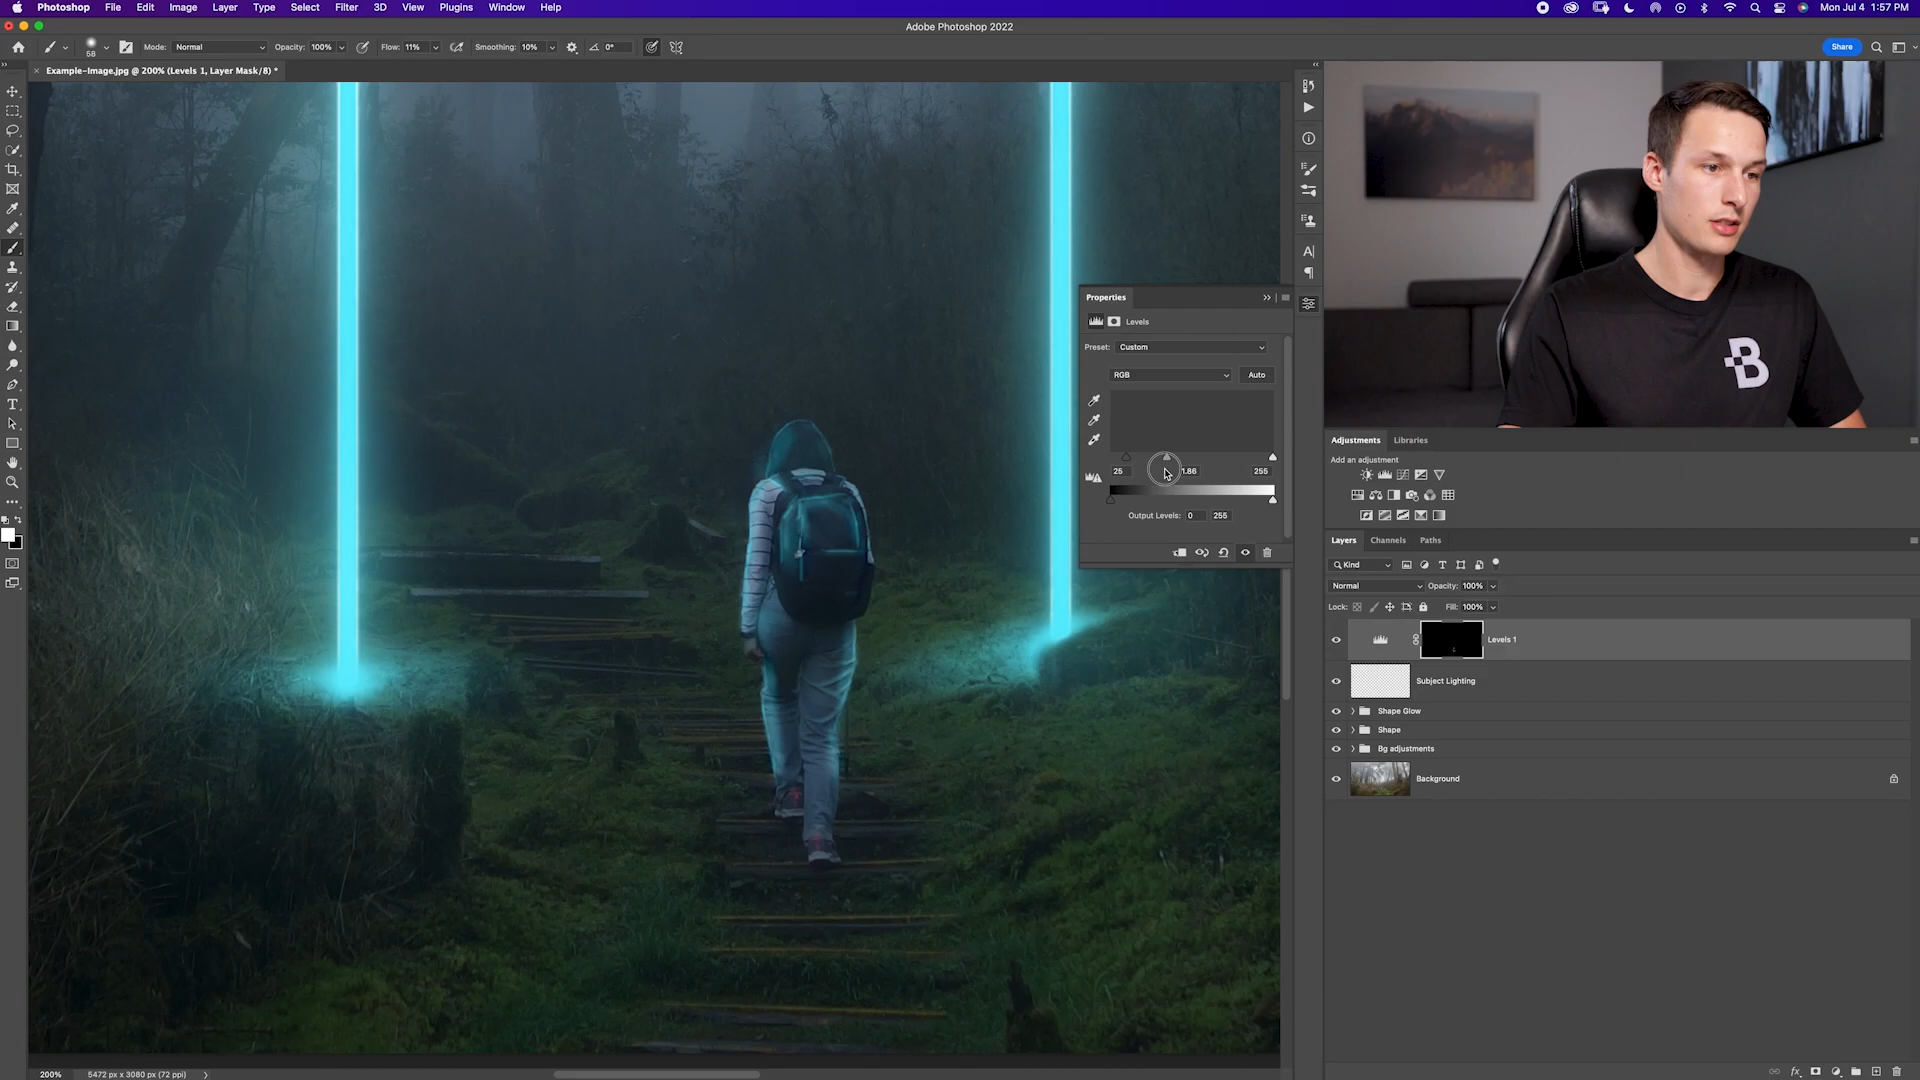 Photoshop File Edit Image Layer Type Select Filter 3D View Plugins Window Help Mon Jul 4 1:57 PM
Adobe Photoshop 2022
58 Mode: Normal Opacity: 100% Flow: 11% Smoothing: 10% 0° Share
Example-Image.jpg @ 200% (Levels 1, Layer Mask/8) *
Properties
Levels
Preset: Custom
RGB Auto
25 1.86 255
Output Levels: 0 255
B
Adjustments Libraries
Add an adjustment
Layers Channels Paths
Kind
Normal Opacity: 100%
Lock: Fill: 100%
Levels 1
Subject Lighting
Shape Glow
Shape
Bg adjustments
Background
200% 5472 px x 3080 px (72 ppi)